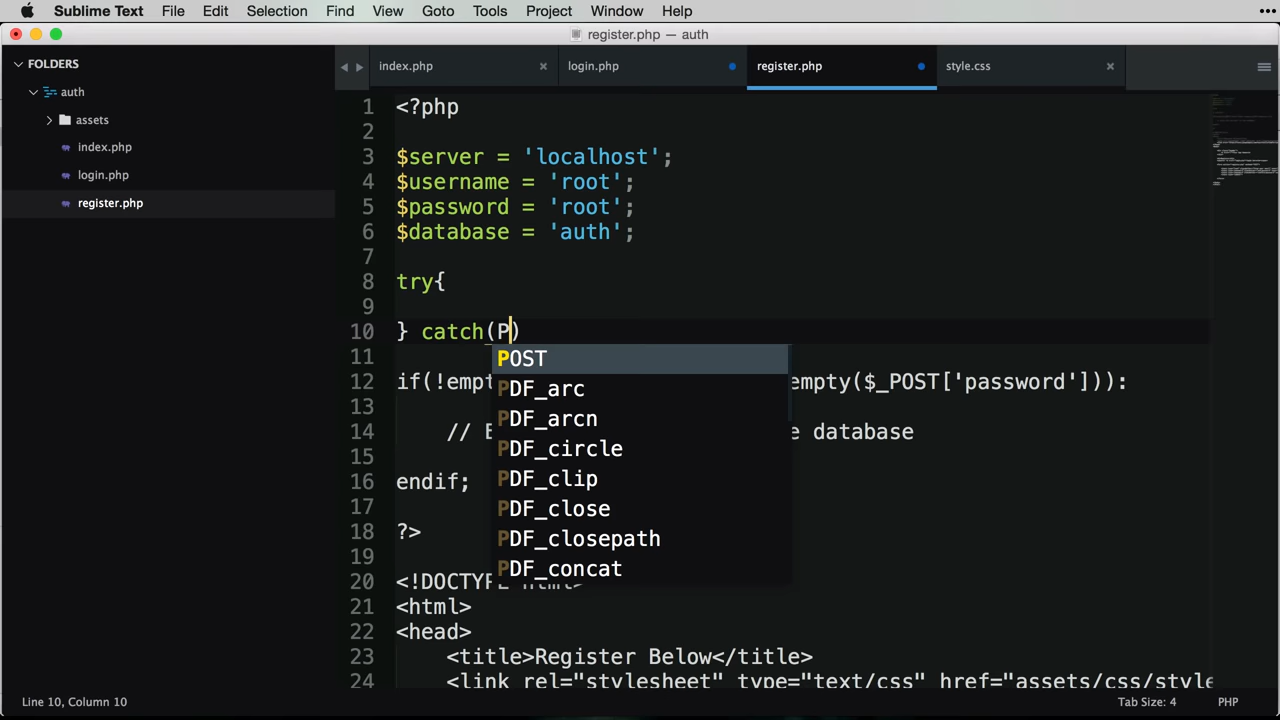 Sublime Text File Edit Selection Find View Goto Tools Project Window Help
register.php — auth
FOLDERS
auth
assets
index.php
login.php
register.php
index.php login.php register.php style.css
1 <?php
2
3 $server = 'localhost';
4 $username = 'root';
5 $password = 'root';
6 $database = 'auth';
7
8 try{
9
10 } catch(P)
POST
PDF_arc
PDF_arcn
PDF_circle
PDF_clip
PDF_close
PDF_closepath
PDF_concat
11
12 if(!empt empty($_POST['password'])):
13
14 // database
15
16 endif;
17
18 ?>
19
20 <!DOCTYPE html>
21 <html>
22 <head>
23 <title>Register Below</title>
24 <link rel="stylesheet" type="text/css" href="assets/css/style
Line 10, Column 10 Tab Size: 4 PHP